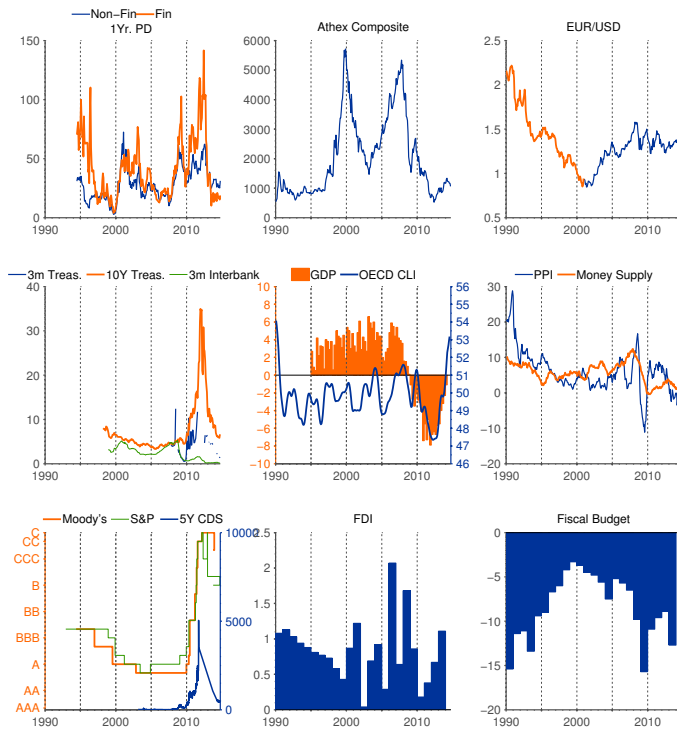 Non−Fin Fin
1Yr. PD
150
100
50
0
1990 2000 2010
Athex Composite
6000
5000
4000
3000
2000
1000
0
1990 2000 2010
EUR/USD
2.5
2
1.5
1
0.5
1990 2000 2010
3m Treas. 10Y Treas. 3m Interbank
40
30
20
10
0
1990 2000 2010
GDP OECD CLI
10 56
8 55
6 54
4 53
2 52
0 51
−2 50
−4 49
−6 48
−8 47
−10 46
1990 2000 2010
PPI Money Supply
30
20
10
0
−10
−20
1990 2000 2010
Moody's S&P 5Y CDS
C 10000
CC
CCC
B
BB 5000
BBB
A
AA
AAA 0
1990 2000 2010
FDI
2.5
2
1.5
1
0.5
0
1990 2000 2010
Fiscal Budget
0
−5
−10
−15
−20
1990 2000 2010